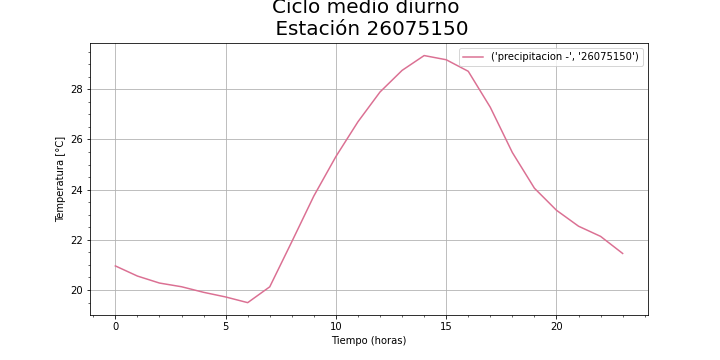 Ciclo medio diurno
Estación 26075150
('precipitacion -', '26075150')
Temperatura [°C]
28
26
24
22
20
0 5 10 15 20
Tiempo (horas)